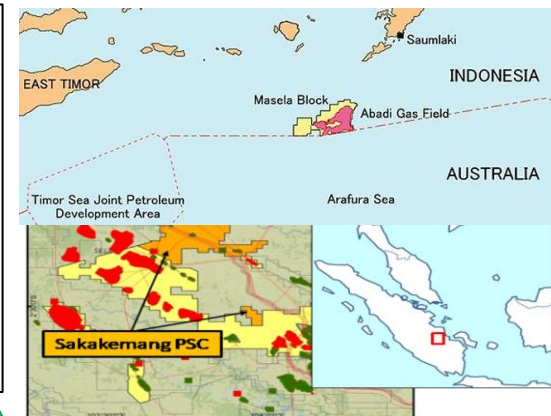 Saumlaki
INDONESIA
EAST TIMOR
Masela Block
Abadi Gas Field
AUSTRALIA
Timor Sea Joint Petroleum
Development Area
Arafura Sea
Sakakemang PSC